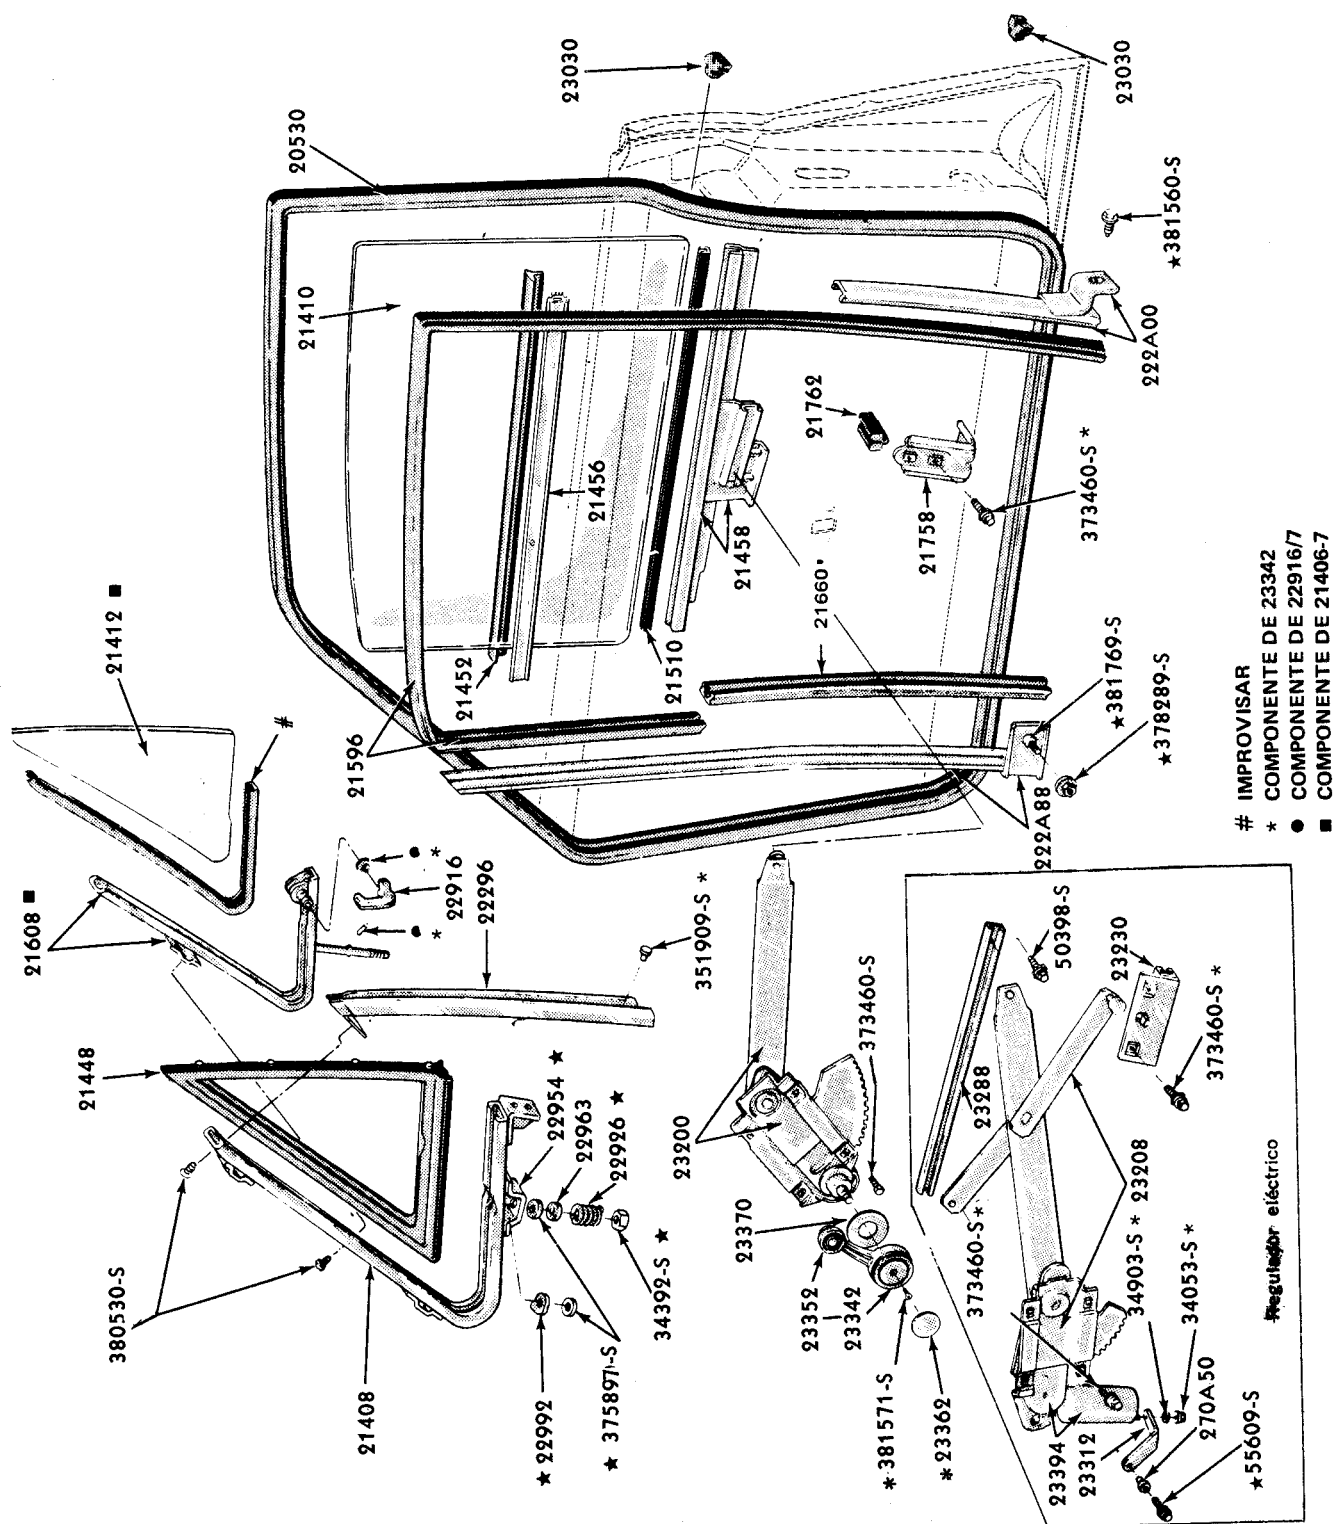 23030
20530
23030
★381560-S
21410
222A00
21762
21456
373460-S *
21458
21758
21412 ■
21660
21452
21510
#
★381769-S
★378289-S
21596
222A88
● *
22916
21608 ■
● *
22296
351909-S *
50398-S
23230
373460-S
21448
373460-S *
22954 ★
22963
22926 ★
23288
23200
23208
23370
373460-S*
380530-S
34392-S ★
34903-S *
34053-S *
23352
23342
★ 375897-S
21408
★ 22992
* 381571-S
* 23362
270A50
23394
23312
★55609-S
Regulador eléctrico
# IMPROVISAR
* COMPONENTE DE 23342
● COMPONENTE DE 22916/7
■ COMPONENTE DE 21406-7